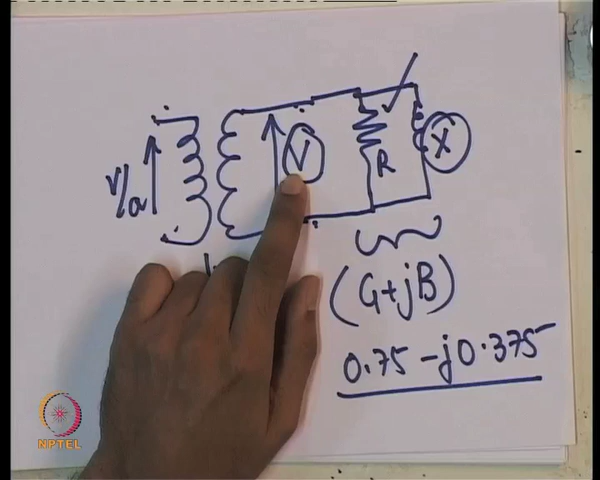 V/a
V
R
X
(G+jB)
0.75 - j0.375
NPTEL